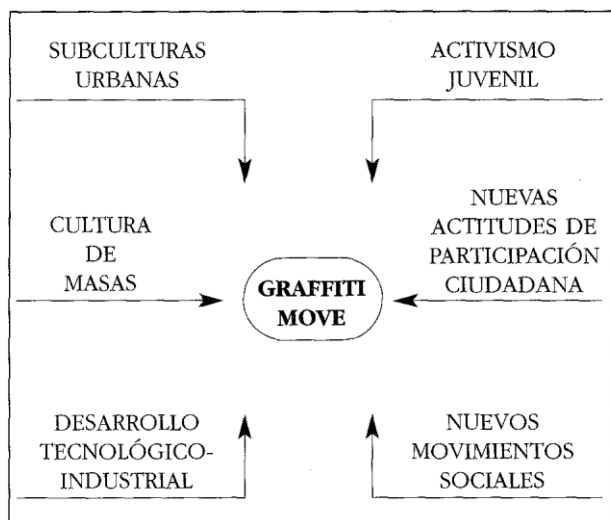 SUBCULTURAS
URBANAS
ACTIVISMO
JUVENIL
CULTURA
DE
MASAS
GRAFFITI
MOVE
NUEVAS
ACTITUDES DE
PARTICIPACIÓN
CIUDADANA
DESARROLLO
TECNOLÓGICO-
INDUSTRIAL
NUEVOS
MOVIMIENTOS
SOCIALES